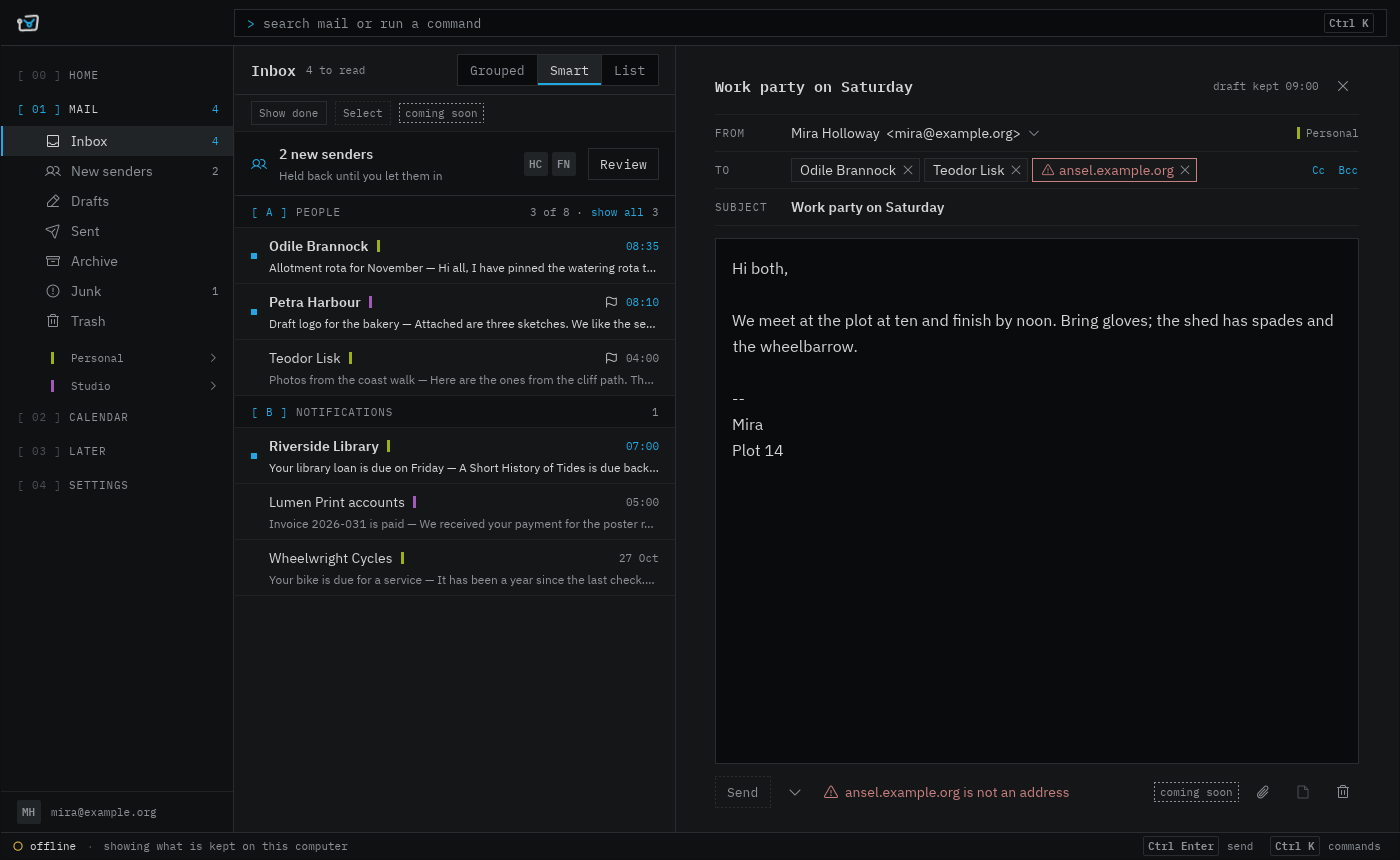 > search mail or run a command
Ctrl K
[ 00 ] HOME
[ 01 ] MAIL 4
Inbox 4
New senders 2
Drafts
Sent
Archive
Junk 1
Trash
Personal
Studio
[ 02 ] CALENDAR
[ 03 ] LATER
[ 04 ] SETTINGS
MH mira@example.org
Inbox 4 to read
Grouped Smart List
Show done Select coming soon
2 new senders
Held back until you let them in
HC FN Review
[ A ] PEOPLE 3 of 8 · show all 3
Odile Brannock 08:35
Allotment rota for November — Hi all, I have pinned the watering rota t...
Petra Harbour 08:10
Draft logo for the bakery — Attached are three sketches. We like the se...
Teodor Lisk 04:00
Photos from the coast walk — Here are the ones from the cliff path. Th...
[ B ] NOTIFICATIONS 1
Riverside Library 07:00
Your library loan is due on Friday — A Short History of Tides is due back...
Lumen Print accounts 05:00
Invoice 2026-031 is paid — We received your payment for the poster r...
Wheelwright Cycles 27 Oct
Your bike is due for a service — It has been a year since the last check....
Work party on Saturday draft kept 09:00
FROM Mira Holloway <mira@example.org> Personal
TO Odile Brannock Teodor Lisk ansel.example.org Cc Bcc
SUBJECT Work party on Saturday
Hi both,
We meet at the plot at ten and finish by noon. Bring gloves; the shed has spades and
the wheelbarrow.
--
Mira
Plot 14
Send ansel.example.org is not an address coming soon
offline · showing what is kept on this computer
Ctrl Enter send Ctrl K commands